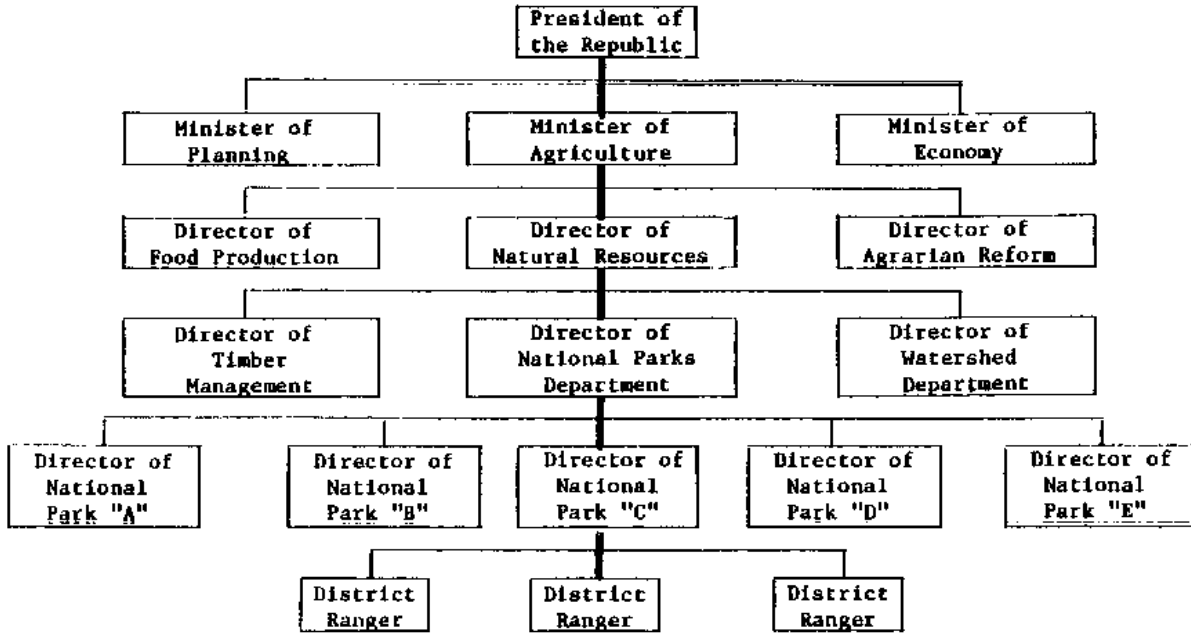 President of
the Republic
Minister of
Planning
Minister of
Agriculture
Minister of
Economy
Director of
Food Production
Director of
Natural Resources
Director of
Agrarian Reform
Director of
Timber
Management
Director of
National Parks
Department
Director of
Watershed
Department
Director of
National
Park "A"
Director of
National
Park "B"
Director of
National
Park "C"
Director of
National
Park "D"
Director of
National
Park "E"
District
Ranger
District
Ranger
District
Ranger